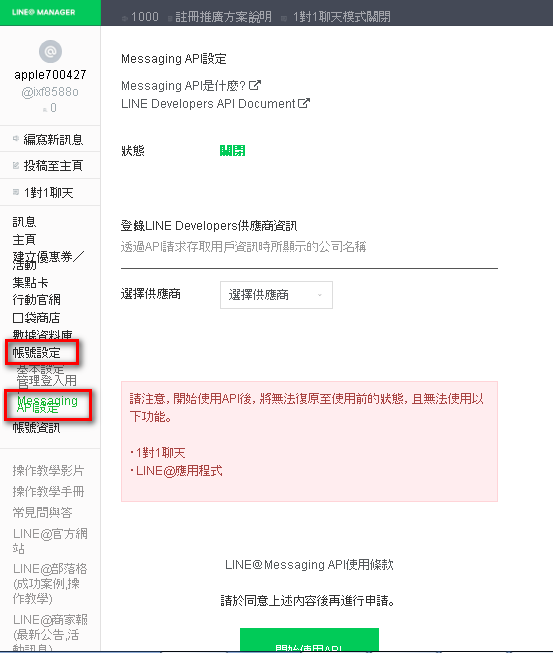 LINE@ MANAGER
1000 註冊推廣方案說明 1對1聊天模式關閉
apple700427
@ixf8588o
0
編寫新訊息
投稿至主頁
1對1聊天
訊息
主頁
建立優惠券／
活動
集點卡
行動官網
口袋商店
數據資料庫
帳號設定
基本設定
管理登入用
Messaging
API設定
帳號資訊
操作教學影片
操作教學手冊
常見問與答
LINE@官方網
站
LINE@部落格
(成功案例,操
作教學)
LINE@商家報
(最新公告,活
動訊息)
Messaging API設定
Messaging API是什麼?
LINE Developers API Document
狀態 關閉
登錄LINE Developers供應商資訊
透過API請求存取用戶資訊時所顯示的公司名稱
選擇供應商 選擇供應商
請注意, 開始使用API後, 將無法復原至使用前的狀態, 且無法使用以
下功能。
・1對1聊天
・LINE@應用程式
LINE@Messaging API使用條款
請於同意上述內容後再進行申請。
開始使用API